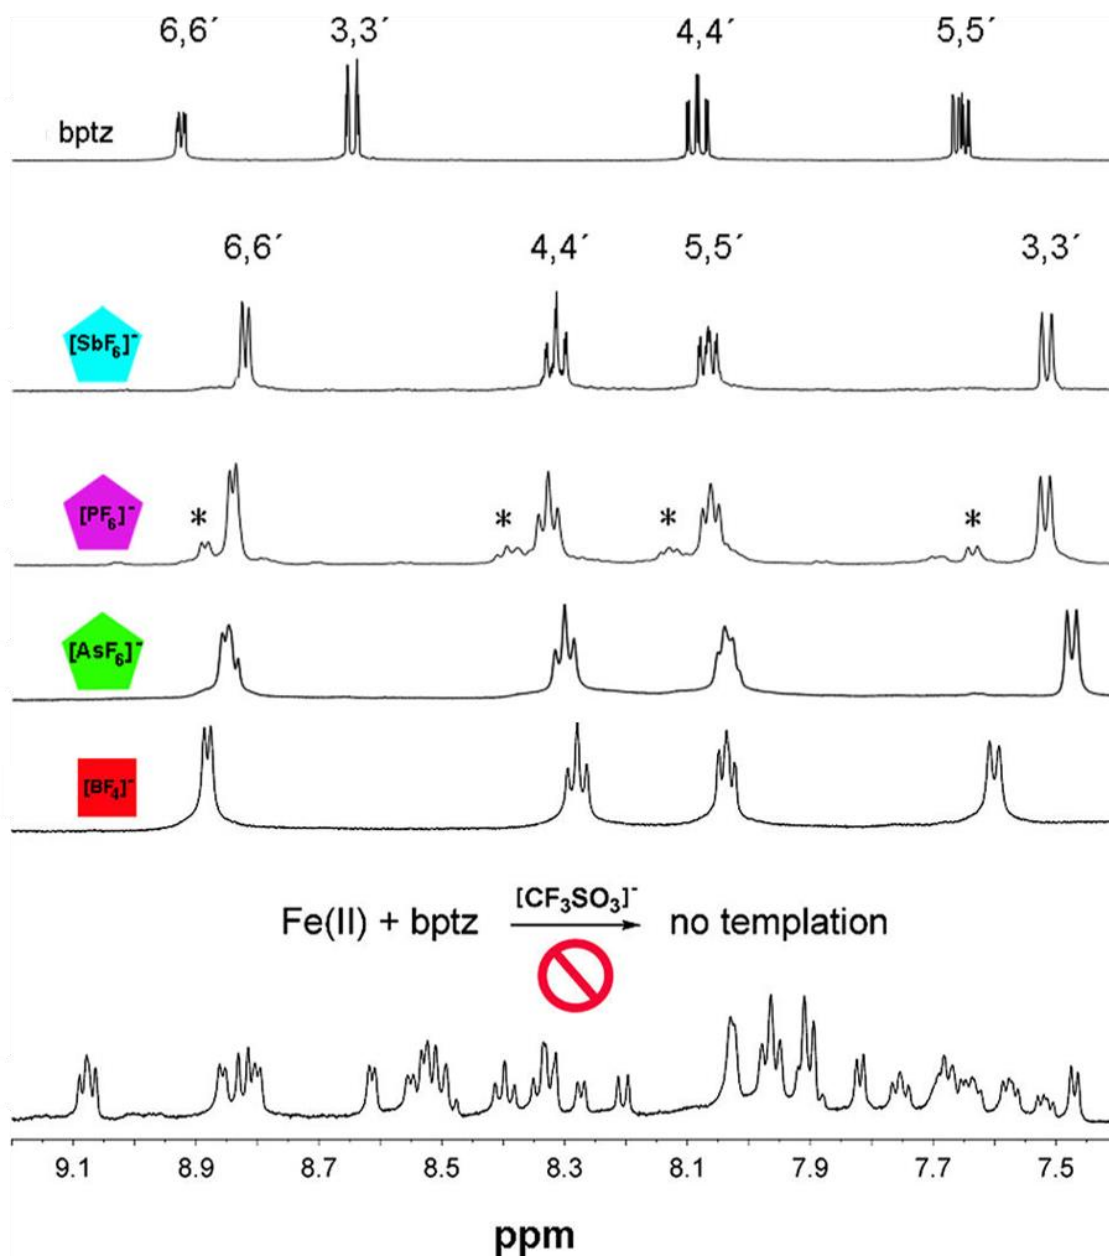 6,6´ 3,3´ 4,4´ 5,5´
bptz
6,6´ 4,4´ 5,5´ 3,3´
[SbF6]-
[PF6]-
* * * *
[AsF6]-
[BF4]-
[CF3SO3]-
Fe(II) + bptz → no templation
9.1 8.9 8.7 8.5 8.3 8.1 7.9 7.7 7.5
ppm